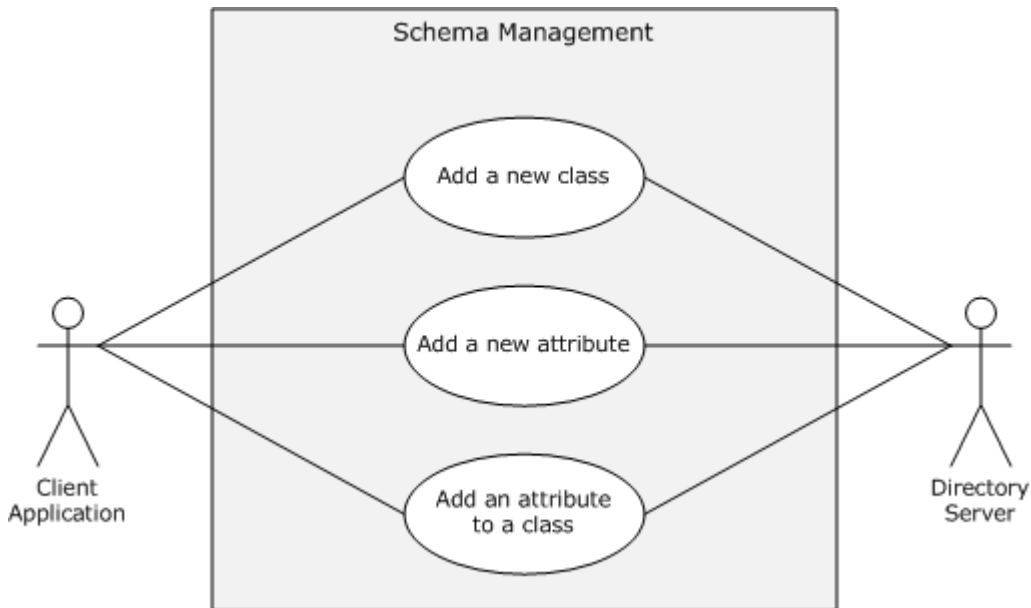 Schema Management
Add a new class
Add a new attribute
Add an attribute
to a class
Client
Application
Directory
Server